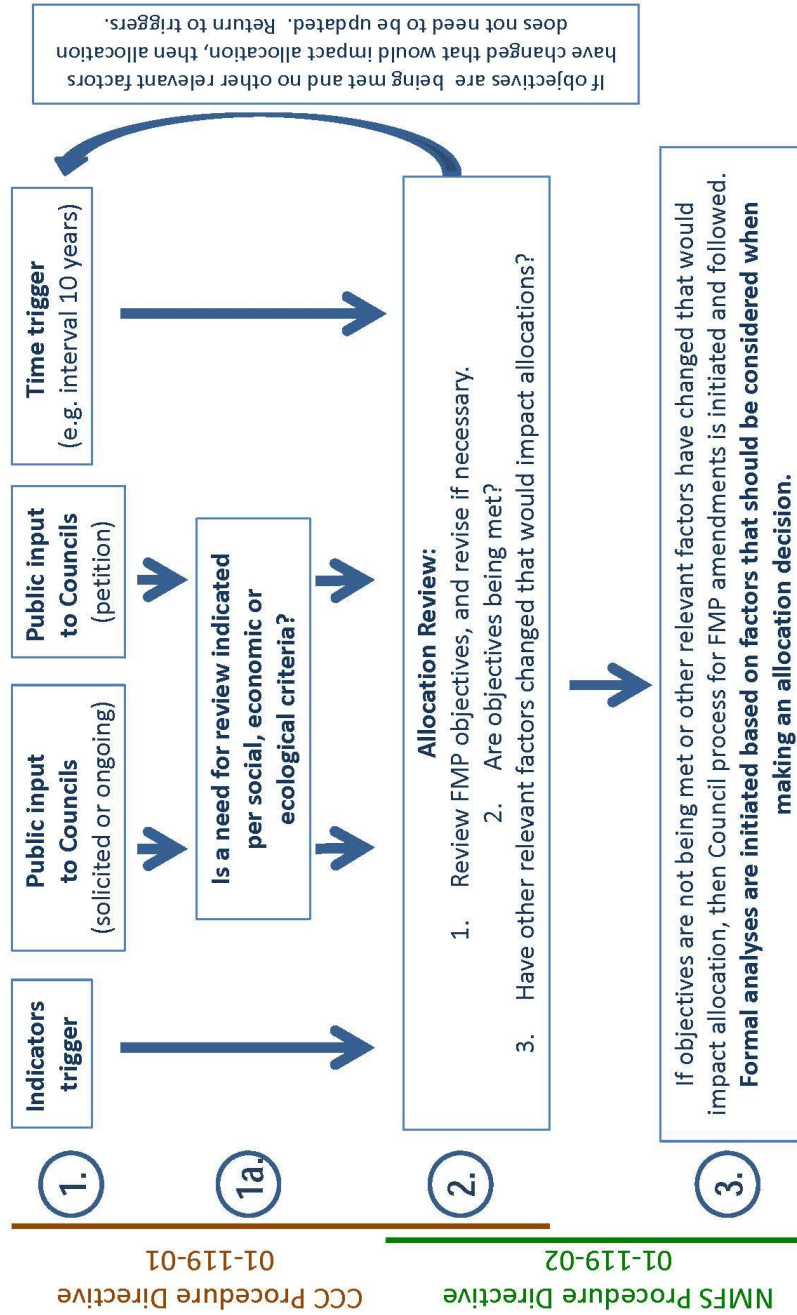 CCC Procedure Directive
01-119-01
NMFS Procedure Directive
01-119-02
1.
Indicators
trigger
Public input
to Councils
(solicited or ongoing)
Public input
to Councils
(petition)
Time trigger
(e.g. interval 10 years)
1a.
Is a need for review indicated
per social, economic or
ecological criteria?
2.
Allocation Review:
1. Review FMP objectives, and revise if necessary.
2. Are objectives being met?
3. Have other relevant factors changed that would impact allocations?
If objectives are being met and no other relevant factors
have changed that would impact allocation, then allocation
does not need to be updated. Return to triggers.
3.
If objectives are not being met or other relevant factors have changed that would
impact allocation, then Council process for FMP amendments is initiated and followed.
Formal analyses are initiated based on factors that should be considered when
making an allocation decision.